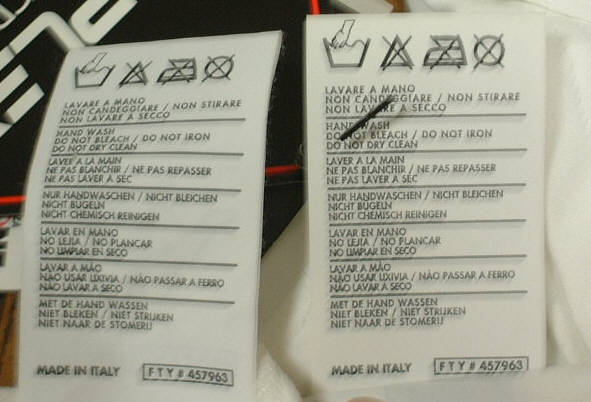 LAVARE A MANO
NON CANDEGGIARE / NON STIRARE
NON LAVARE A SECCO
HAND WASH
DO NOT BLEACH / DO NOT IRON
DO NOT DRY CLEAN
LAVER A LA MAIN
NE PAS BLANCHIR / NE PAS REPASSER
NE PAS LAVER A SEC
NUR HANDWASCHEN / NICHT BLEICHEN
NICHT BUGELN
NICHT CHEMISCH REINIGEN
LAVAR EN MANO
NO LEJIA / NO PLANCAR
NO LIMPIAR EN SECO
LAVAR A MÃO
NÃO USAR LIXIVIA / NÃO PASSAR A FERRO
NÃO LAVAR A SECO
MET DE HAND WASSEN
NIET BLEKEN / NIET STRIJKEN
NIET NAAR DE STOMERIJ
MADE IN ITALY FTY # 457963
LAVARE A MANO
NON CANDEGGIARE / NON STIRARE
NON LAVARE A SECCO
HAND WASH
DO NOT BLEACH / DO NOT IRON
DO NOT DRY CLEAN
LAVER A LA MAIN
NE PAS BLANCHIR / NE PAS REPASSER
NE PAS LAVER A SEC
NUR HANDWASCHEN / NICHT BLEICHEN
NICHT BUGELN
NICHT CHEMISCH REINIGEN
LAVAR EN MANO
NO LEJIA / NO PLANCAR
NO LIMPIAR EN SECO
LAVAR A MÃO
NÃO USAR LIXIVIA / NÃO PASSAR A FERRO
NÃO LAVAR A SECO
MET DE HAND WASSEN
NIET BLEKEN / NIET STRIJKEN
NIET NAAR DE STOMERIJ
MADE IN ITALY FTY # 457963